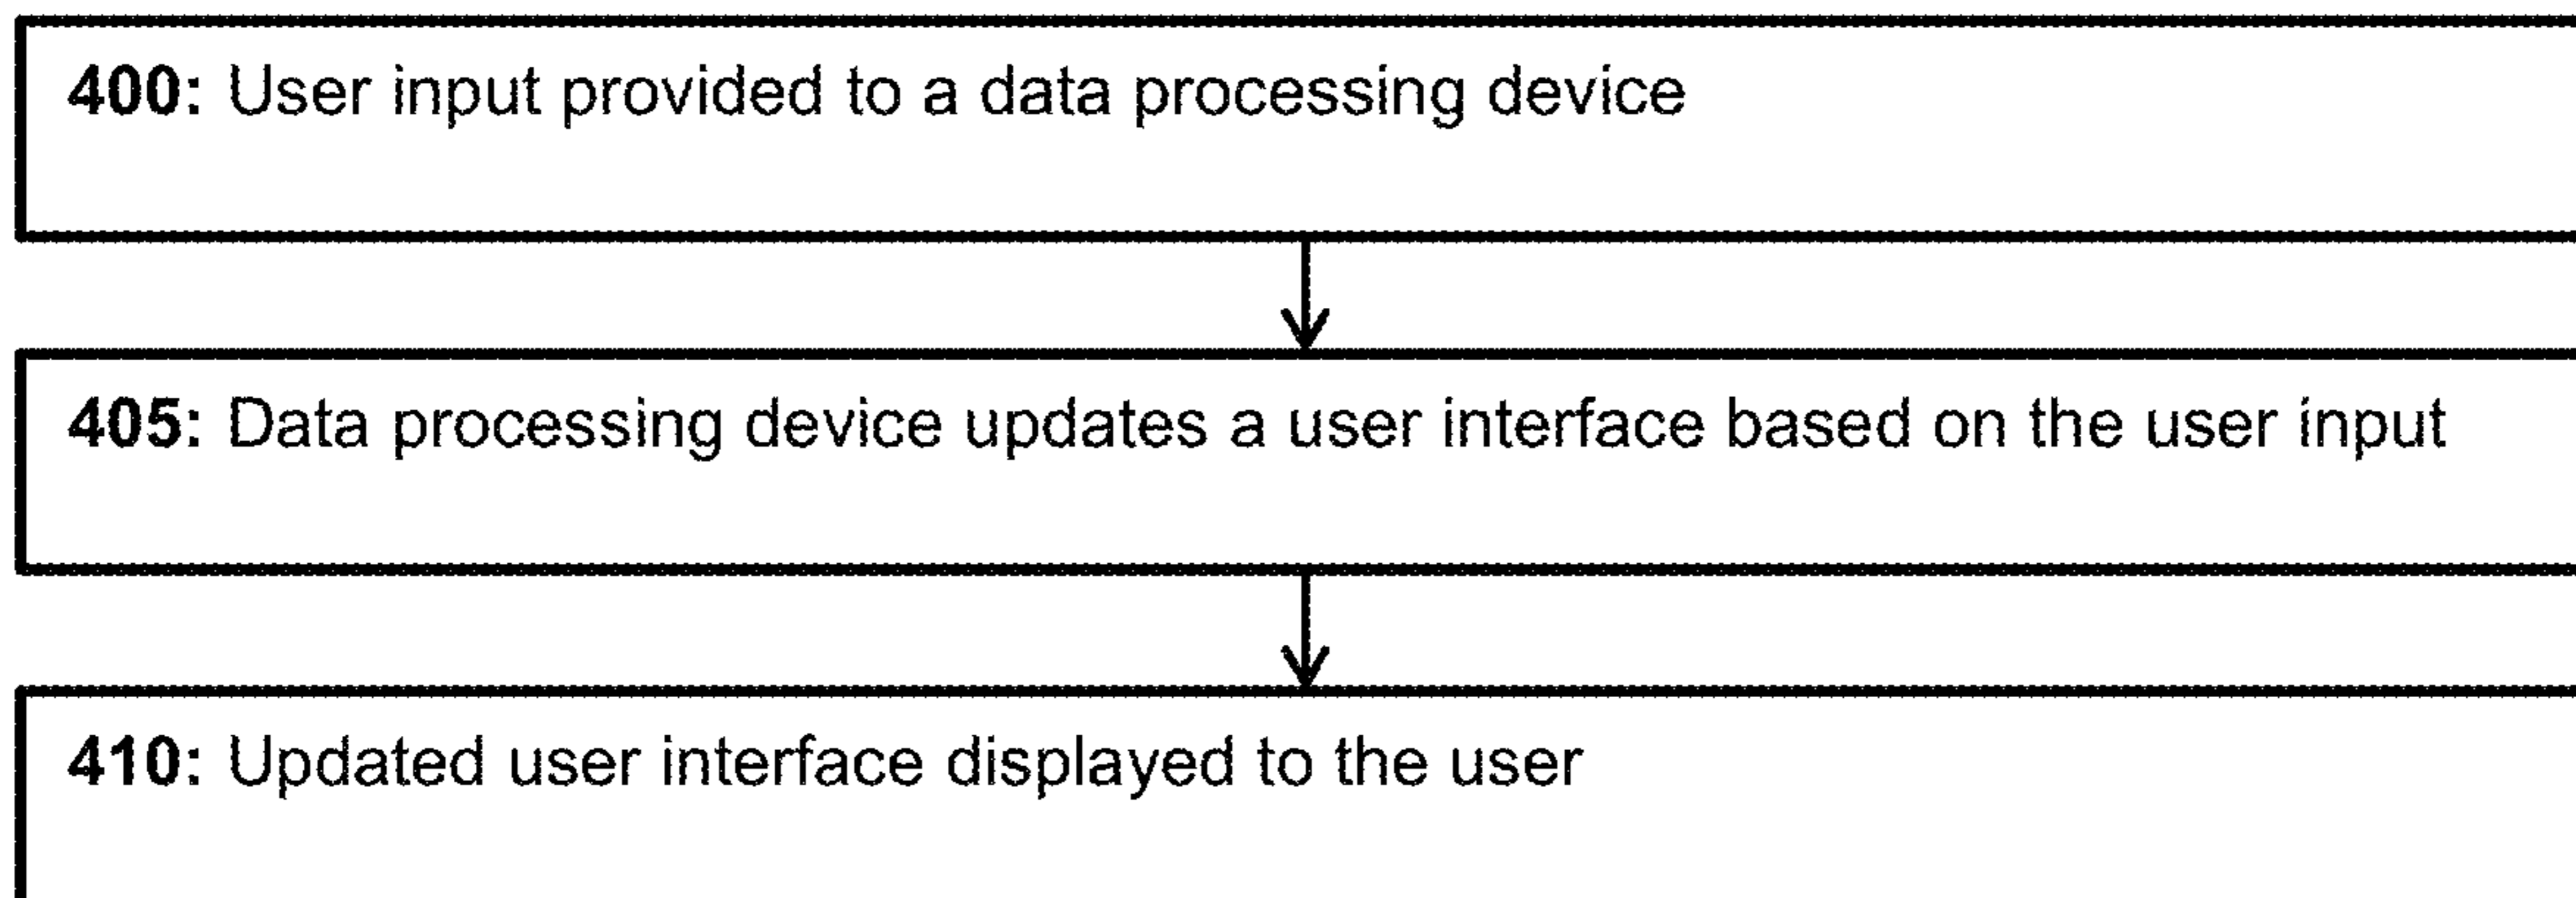 400: User input provided to a data processing device
405: Data processing device updates a user interface based on the user input
410: Updated user interface displayed to the user